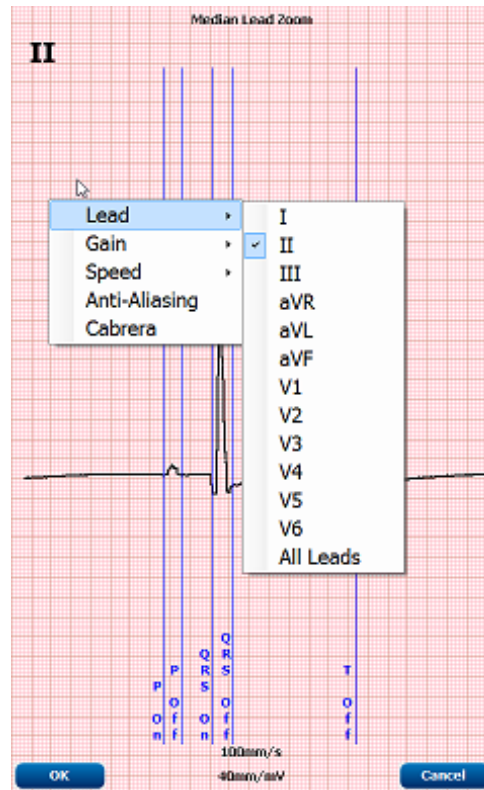 Median Lead Zoom
II
Lead
Gain
Speed
Anti-Aliasing
Cabrera
I
II
III
aVR
aVL
aVF
V1
V2
V3
V4
V5
V6
All Leads
P On
P Off
QRS On
QRS Off
T Off
100mm/s
OK
40mm/mV
Cancel